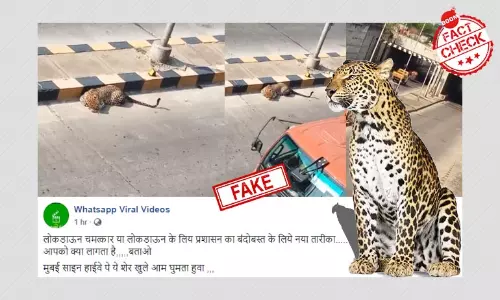 BOOM
FACT
CHECK
FAKE
Whatsapp Viral Videos
1 hr ·
लोकडाऊन चमत्कार या लोकडाऊन के लिय प्रशासन का बंदोबस्त के लिये नया तारीका.....
आपको क्या लागता है,,,,,बताओ
मुबई साइन हाईवे पे ये शेर खुले आम घुमता हुवा ,,,